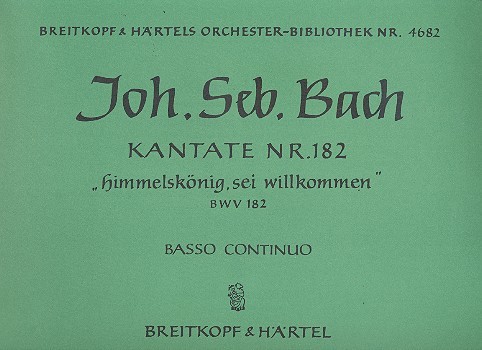 BREITKOPF & HÄRTELS ORCHESTER-BIBLIOTHEK NR. 4682
Joh. Seb. Bach
KANTATE NR. 182
„Himmelskönig, sei willkommen"
BWV 182
BASSO CONTINUO
BREITKOPF & HÄRTEL